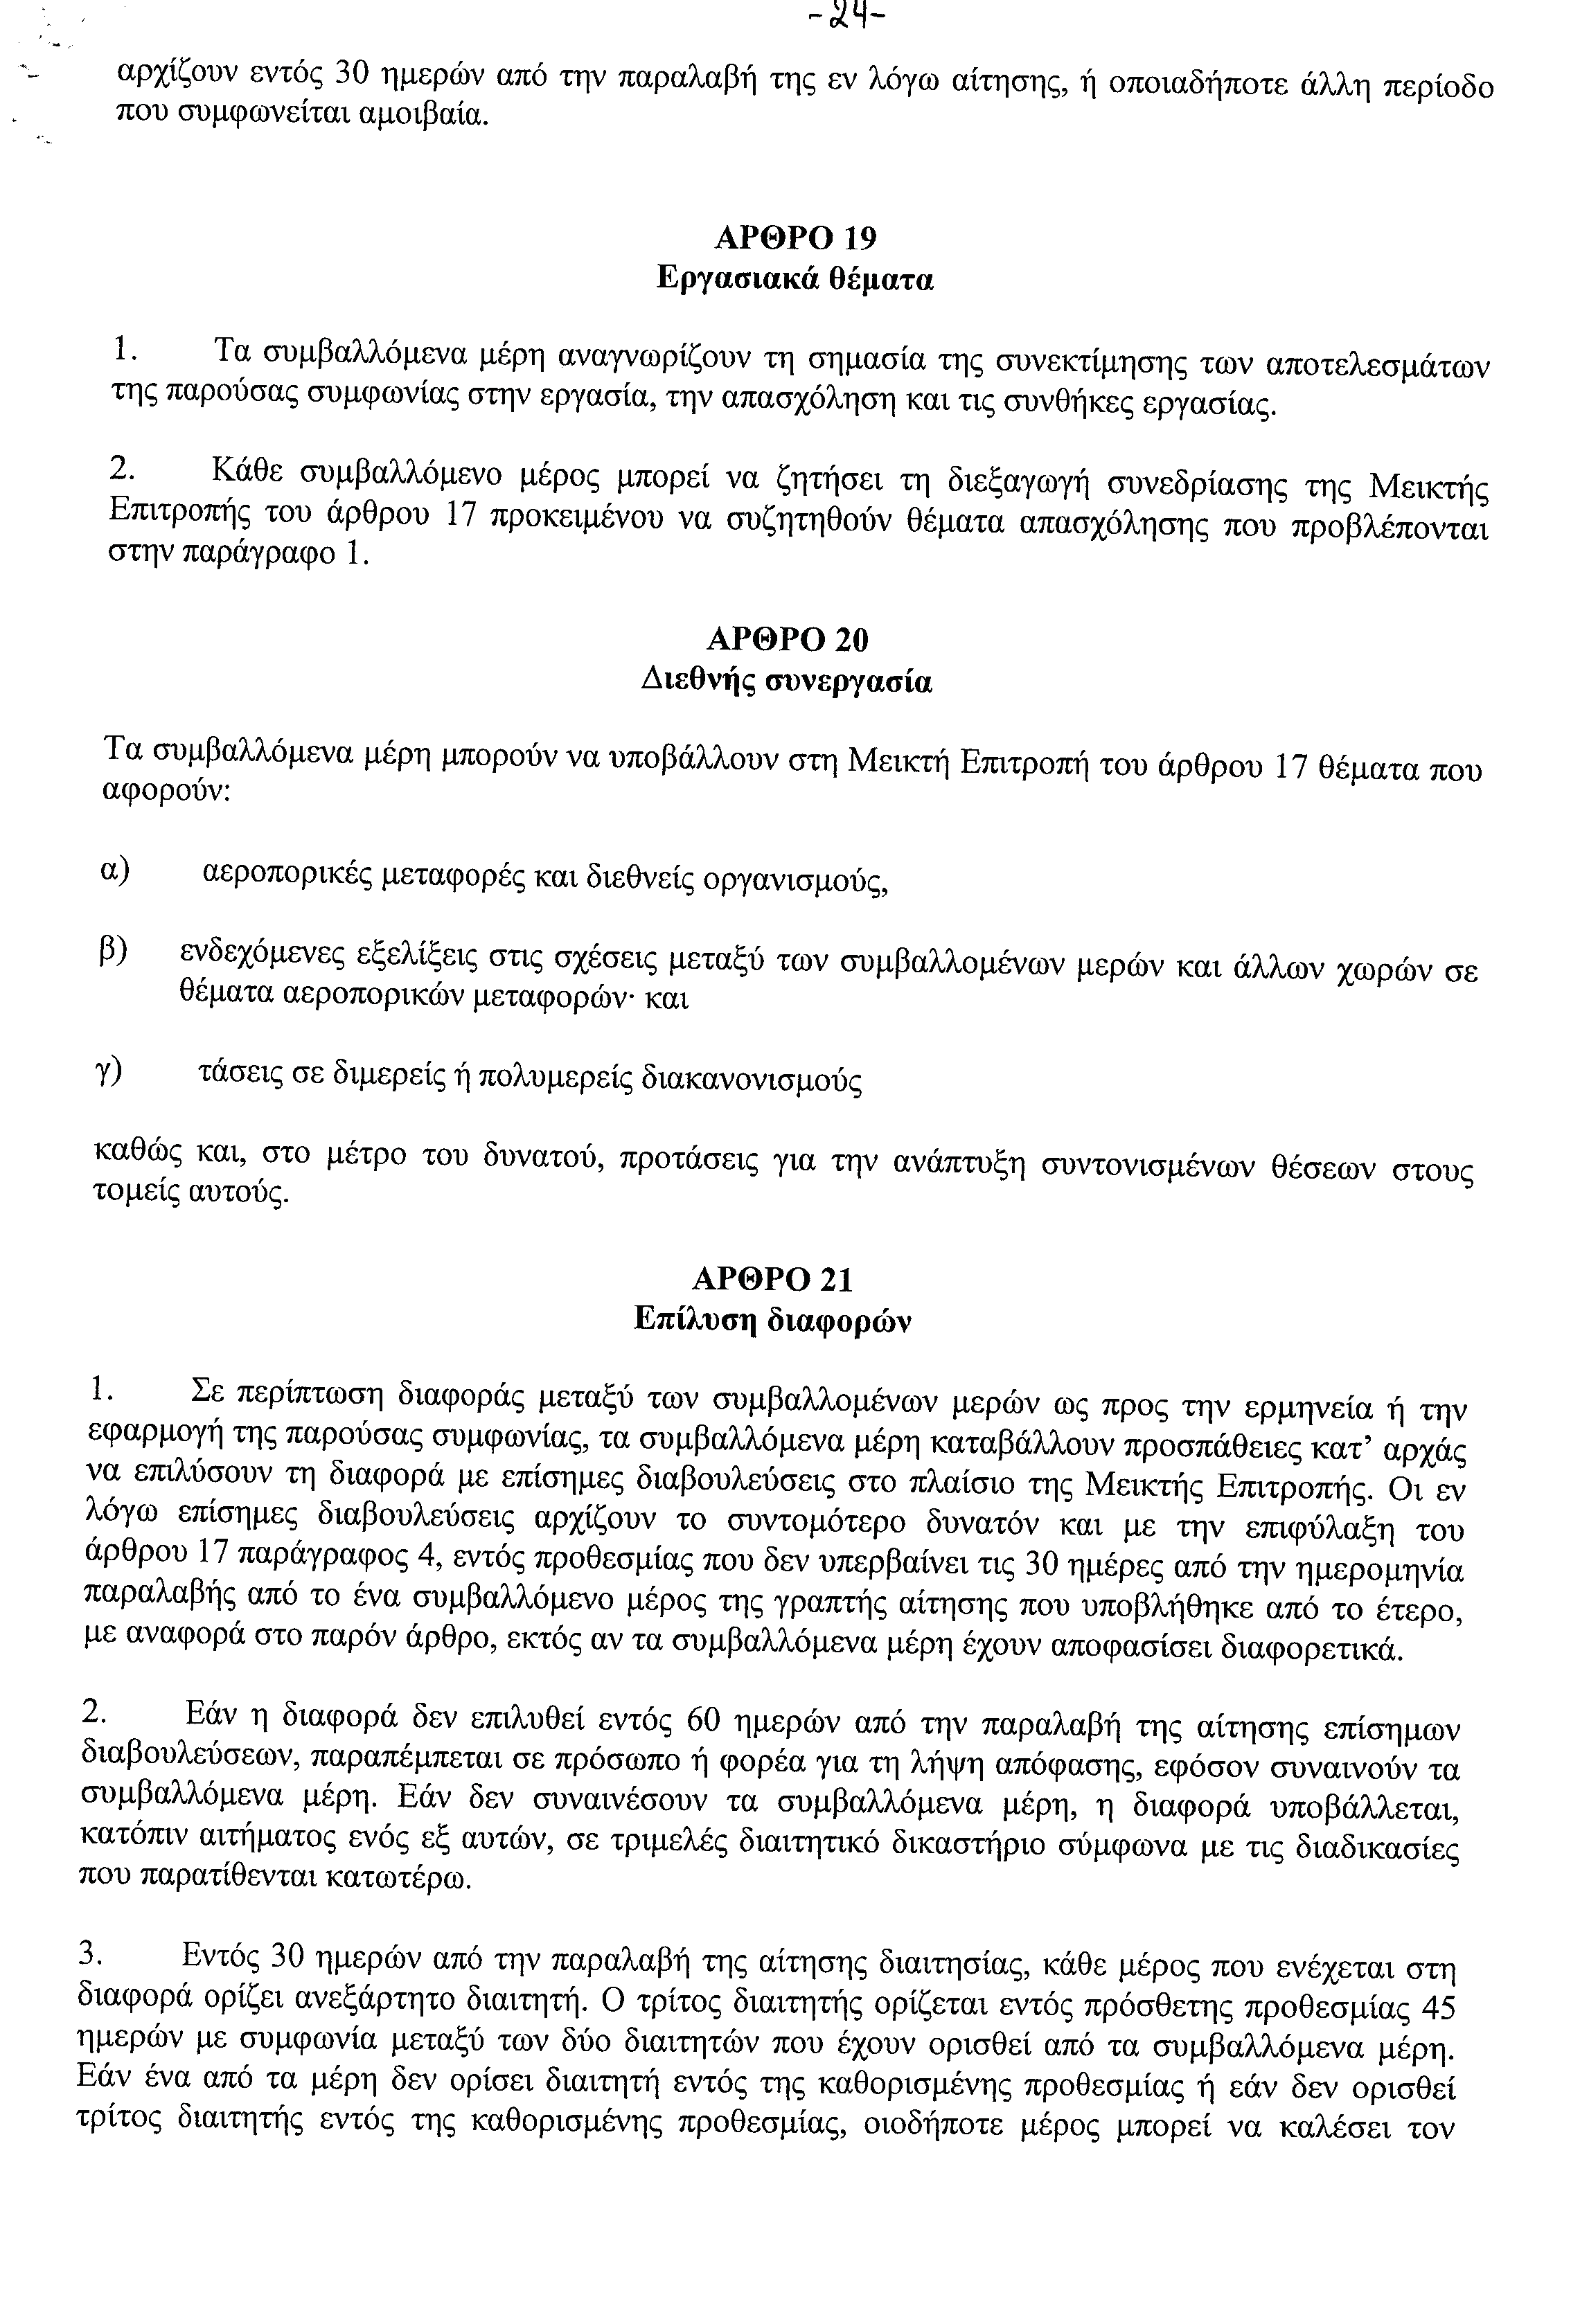 -24-
αρχίζουν εντός 30 ημερών από την παραλαβή της εν λόγω αίτησης, ή οποιαδήποτε άλλη περίοδο
που συμφωνείται αμοιβαία.
ΑΡΘΡΟ 19
Εργασιακά θέματα
1. Τα συμβαλλόμενα μέρη αναγνωρίζουν τη σημασία της συνεκτίμησης των αποτελεσμάτων
της παρούσας συμφωνίας στην εργασία, την απασχόληση και τις συνθήκες εργασίας.
2. Κάθε συμβαλλόμενο μέρος μπορεί να ζητήσει τη διεξαγωγή συνεδρίασης της Μεικτής
Επιτροπής του άρθρου 17 προκειμένου να συζητηθούν θέματα απασχόλησης που προβλέπονται
στην παράγραφο 1.
ΑΡΘΡΟ 20
Διεθνής συνεργασία
Τα συμβαλλόμενα μέρη μπορούν να υποβάλλουν στη Μεικτή Επιτροπή του άρθρου 17 θέματα που
αφορούν:
α) αεροπορικές μεταφορές και διεθνείς οργανισμούς,
β) ενδεχόμενες εξελίξεις στις σχέσεις μεταξύ των συμβαλλομένων μερών και άλλων χωρών σε
θέματα αεροπορικών μεταφορών· και
γ) τάσεις σε διμερείς ή πολυμερείς διακανονισμούς
καθώς και, στο μέτρο του δυνατού, προτάσεις για την ανάπτυξη συντονισμένων θέσεων στους
τομείς αυτούς.
ΑΡΘΡΟ 21
Επίλυση διαφορών
1. Σε περίπτωση διαφοράς μεταξύ των συμβαλλομένων μερών ως προς την ερμηνεία ή την
εφαρμογή της παρούσας συμφωνίας, τα συμβαλλόμενα μέρη καταβάλλουν προσπάθειες κατ’ αρχάς
να επιλύσουν τη διαφορά με επίσημες διαβουλεύσεις στο πλαίσιο της Μεικτής Επιτροπής. Οι εν
λόγω επίσημες διαβουλεύσεις αρχίζουν το συντομότερο δυνατόν και με την επιφύλαξη του
άρθρου 17 παράγραφος 4, εντός προθεσμίας που δεν υπερβαίνει τις 30 ημέρες από την ημερομηνία
παραλαβής από το ένα συμβαλλόμενο μέρος της γραπτής αίτησης που υποβλήθηκε από το έτερο,
με αναφορά στο παρόν άρθρο, εκτός αν τα συμβαλλόμενα μέρη έχουν αποφασίσει διαφορετικά.
2. Εάν η διαφορά δεν επιλυθεί εντός 60 ημερών από την παραλαβή της αίτησης επίσημων
διαβουλεύσεων, παραπέμπεται σε πρόσωπο ή φορέα για τη λήψη απόφασης, εφόσον συναινούν τα
συμβαλλόμενα μέρη. Εάν δεν συναινέσουν τα συμβαλλόμενα μέρη, η διαφορά υποβάλλεται,
κατόπιν αιτήματος ενός εξ αυτών, σε τριμελές διαιτητικό δικαστήριο σύμφωνα με τις διαδικασίες
που παρατίθενται κατωτέρω.
3. Εντός 30 ημερών από την παραλαβή της αίτησης διαιτησίας, κάθε μέρος που ενέχεται στη
διαφορά ορίζει ανεξάρτητο διαιτητή. Ο τρίτος διαιτητής ορίζεται εντός πρόσθετης προθεσμίας 45
ημερών με συμφωνία μεταξύ των δύο διαιτητών που έχουν ορισθεί από τα συμβαλλόμενα μέρη.
Εάν ένα από τα μέρη δεν ορίσει διαιτητή εντός της καθορισμένης προθεσμίας ή εάν δεν ορισθεί
τρίτος διαιτητής εντός της καθορισμένης προθεσμίας, οιοδήποτε μέρος μπορεί να καλέσει τον